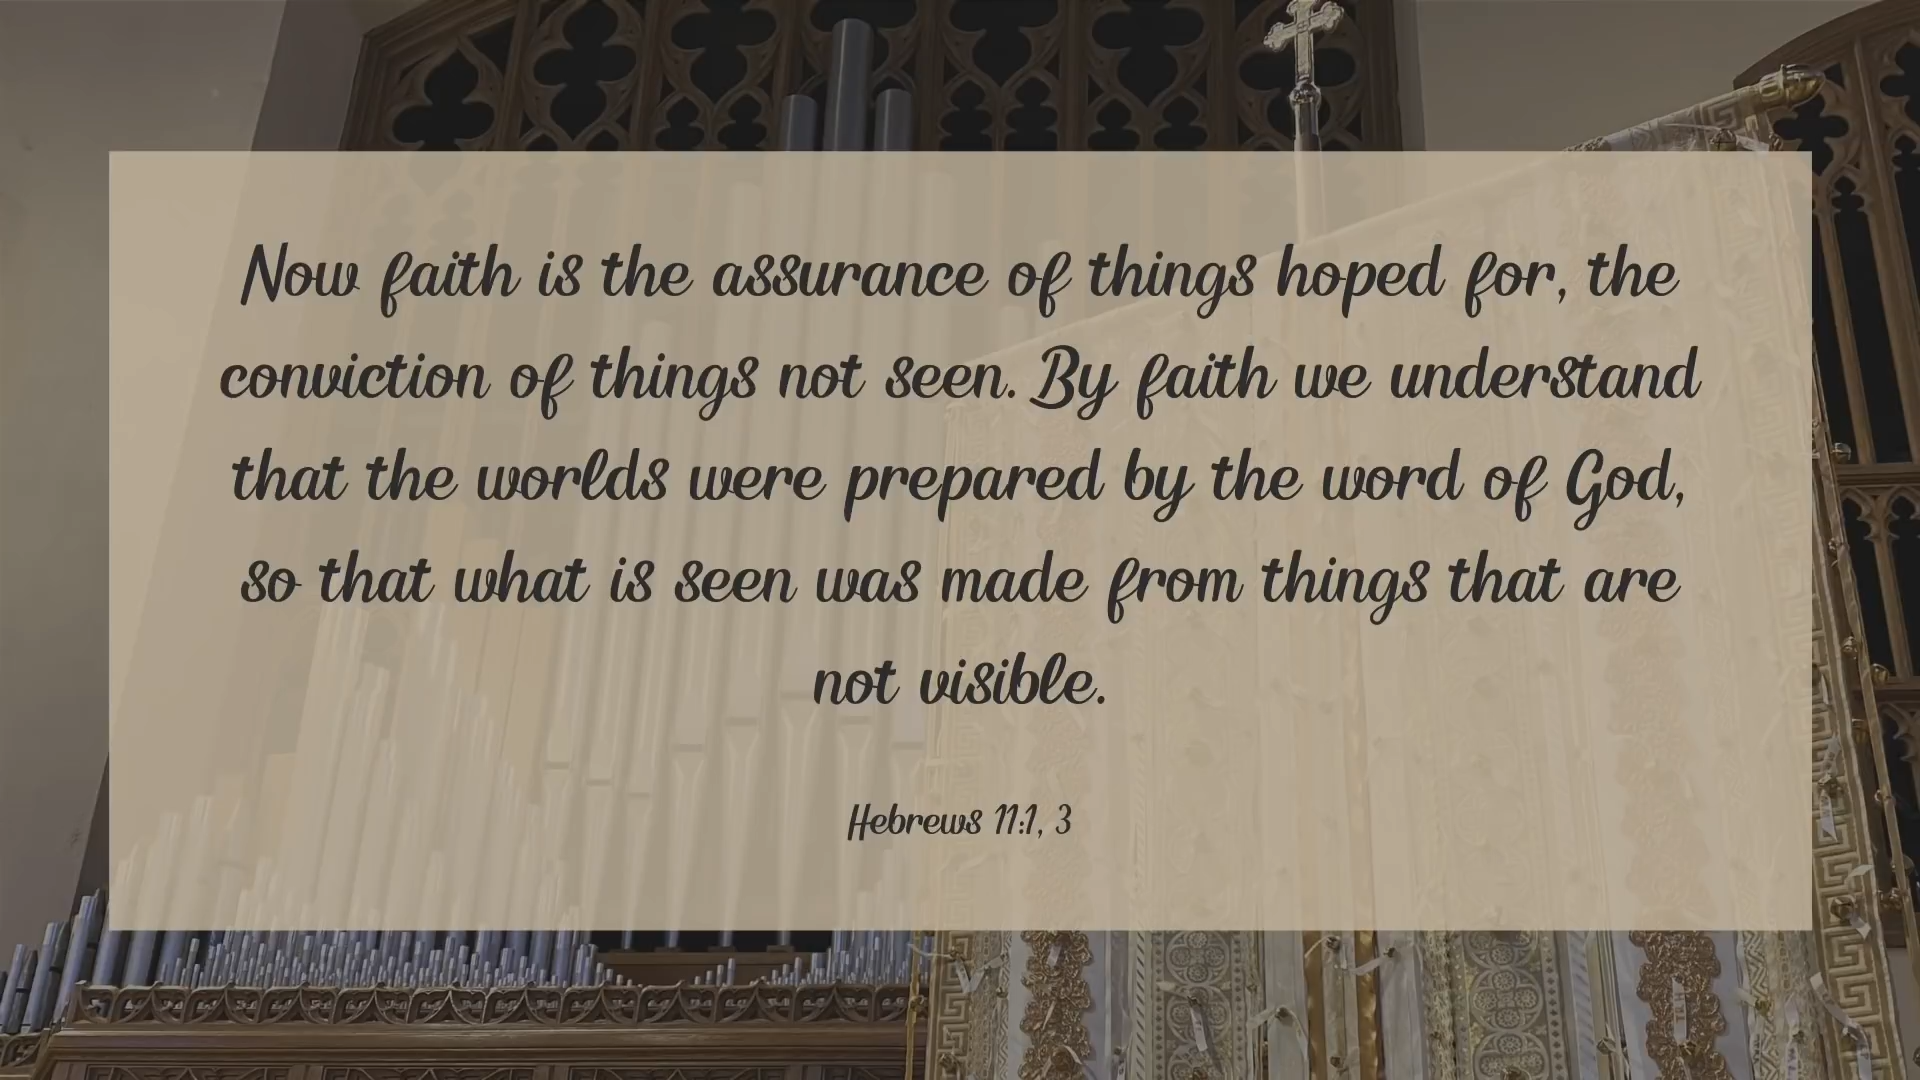 Now faith is the assurance of things hoped for, the
conviction of things not seen. By faith we understand
that the worlds were prepared by the word of God,
so that what is seen was made from things that are
not visible.
Hebrews 11:1, 3